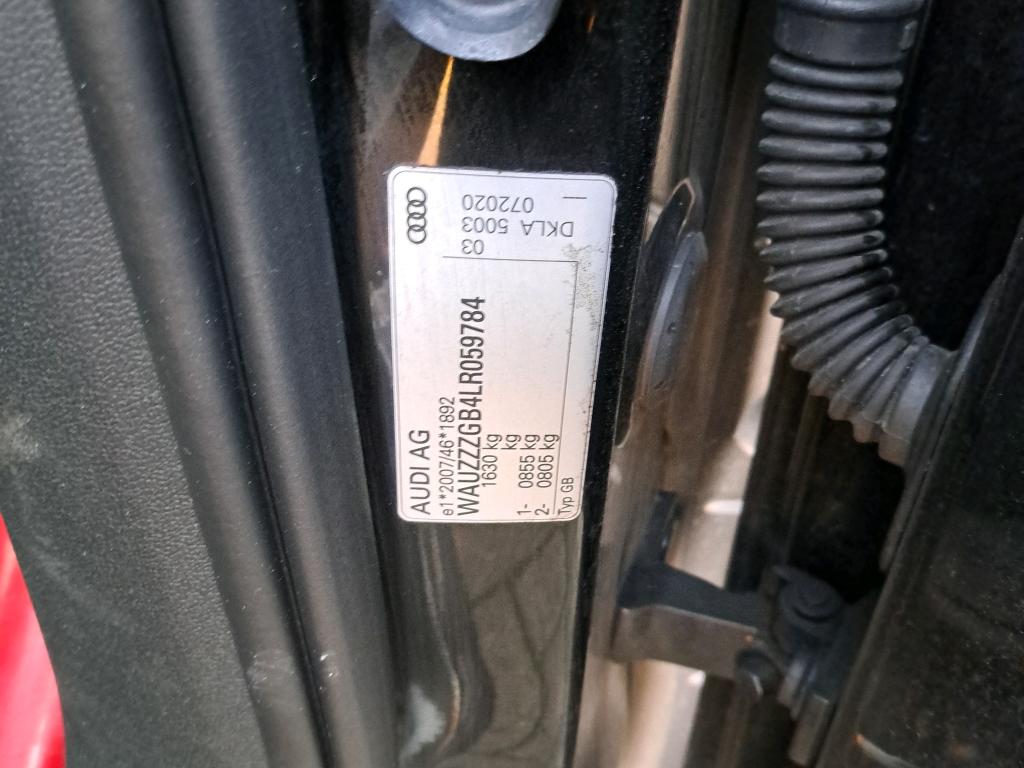 AUDI AG
e1*2007/46*1892
WAUZZZGB4LR059784
1630 kg
kg
1- 0855 kg
2- 0805 kg
Typ GB
03
DKLA 5003
072020